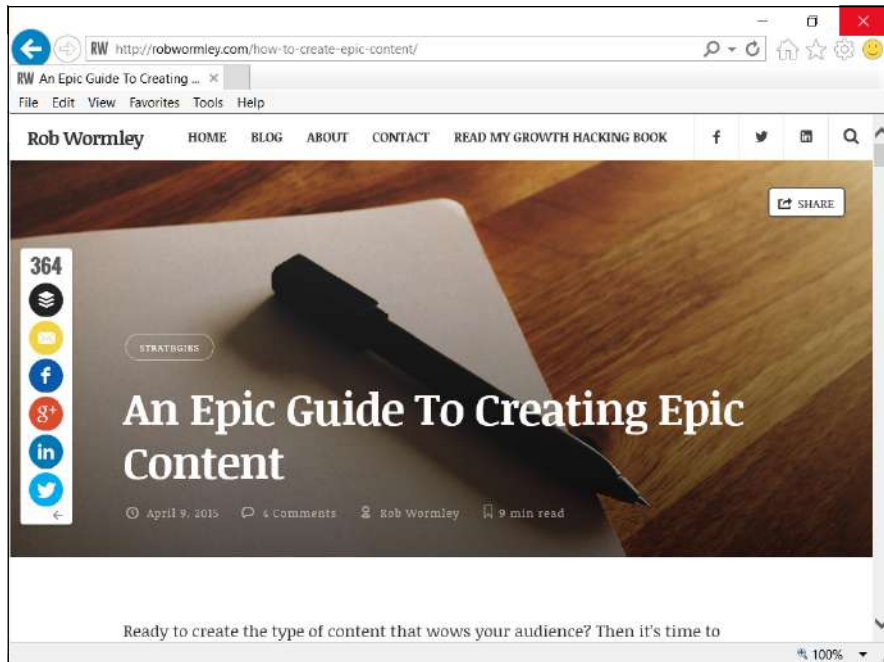 RW http://robwormley.com/how-to-create-epic-content/
RW An Epic Guide To Creating ... ×
File Edit View Favorites Tools Help
Rob Wormley HOME BLOG ABOUT CONTACT READ MY GROWTH HACKING BOOK
SHARE
364
STRATEGIES
An Epic Guide To Creating Epic
Content
April 9, 2015 4 Comments Rob Wormley 9 min read
Ready to create the type of content that wows your audience? Then it's time to
100%